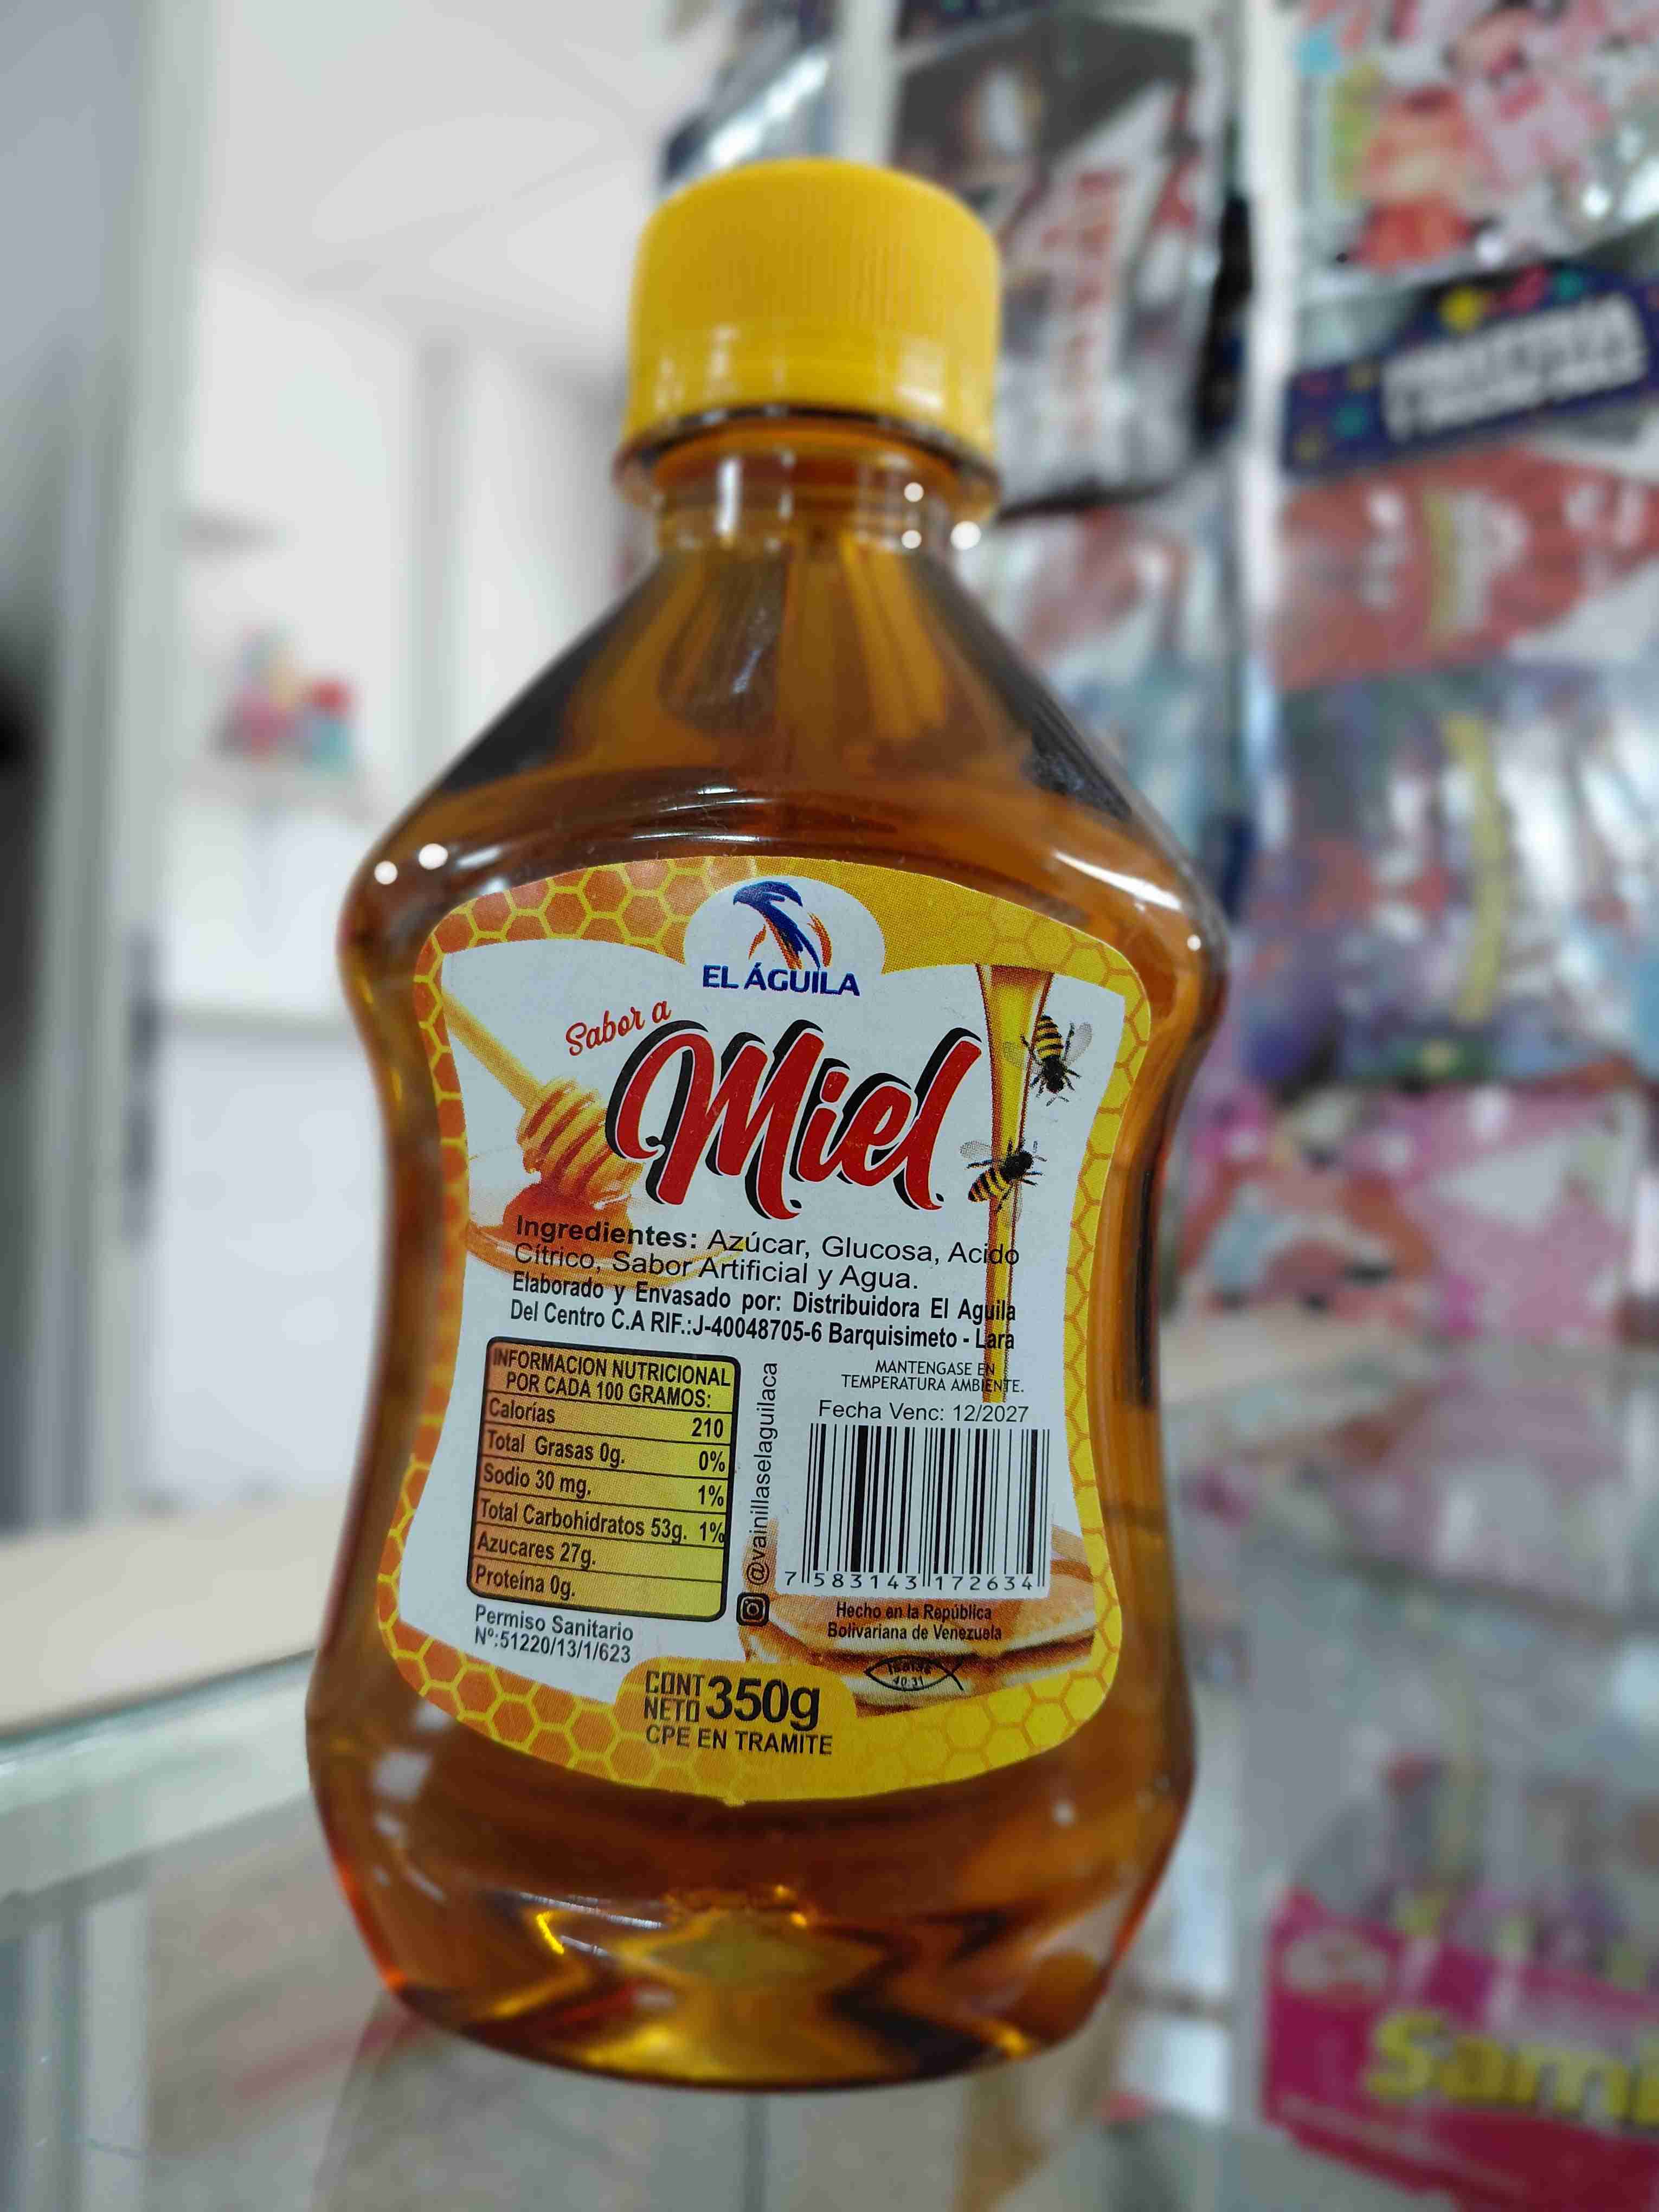 EL ÁGUILA
Sabor a
Miel
Ingredientes: Azúcar, Glucosa, Acido
Cítrico, Sabor Artificial y Agua.
Elaborado y Envasado por: Distribuidora El Aguila
Del Centro C.A RIF.:J-40048705-6 Barquisimeto - Lara
INFORMACION NUTRICIONAL
POR CADA 100 GRAMOS:
Calorías 210
Total Grasas 0g. 0%
Sodio 30 mg. 1%
Total Carbohidratos 53g. 1%
Azucares 27g.
Proteína 0g.
Permiso Sanitario
Nº:51220/13/1/623
@vainillaselaguilaca
MANTENGASE EN
TEMPERATURA AMBIENTE.
Fecha Venc: 12/2027
7 583143 172634
Hecho en la República
Bolivariana de Venezuela
40:31
CONT
NETO 350g
CPE EN TRAMITE
Sami